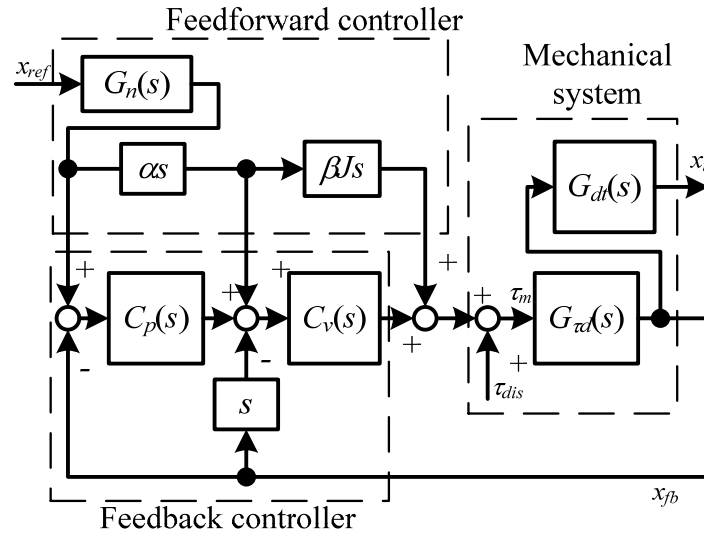 Feedforward controller
x_ref
G_n(s)
Mechanical
system
αs
βJs
G_dt(s)
+
+
+
+
C_p(s)
+
C_v(s)
+
+
τ_m
G_τd(s)
-
-
+
τ_dis
s
x_fb
Feedback controller